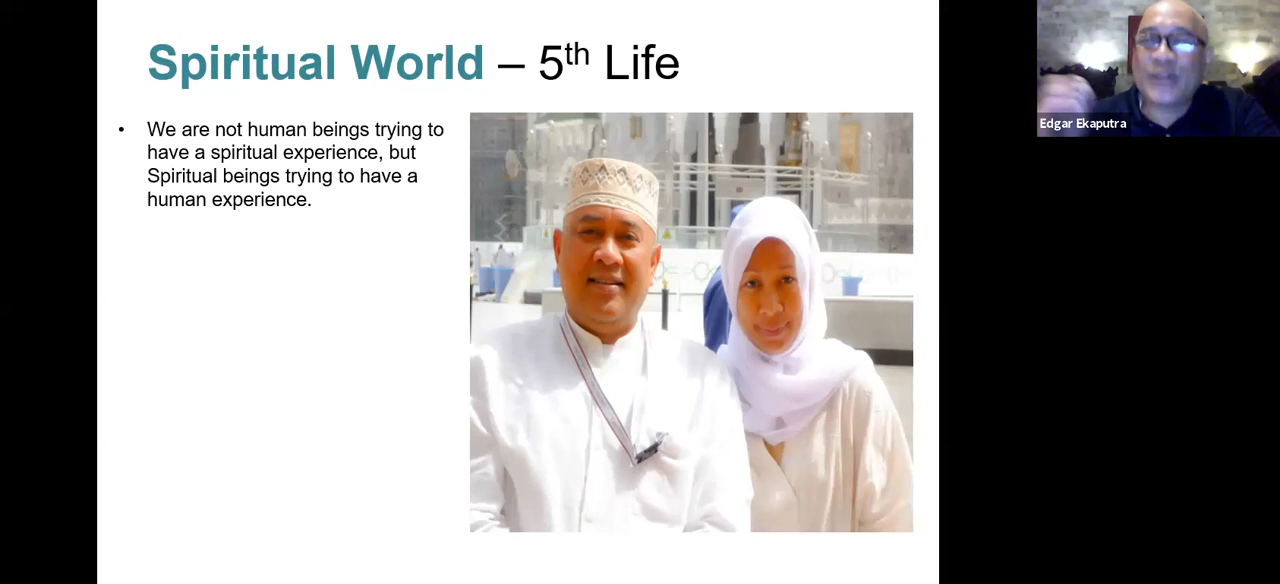 Spiritual World – 5th Life
• We are not human beings trying to
have a spiritual experience, but
Spiritual beings trying to have a
human experience.
Edgar Ekaputra